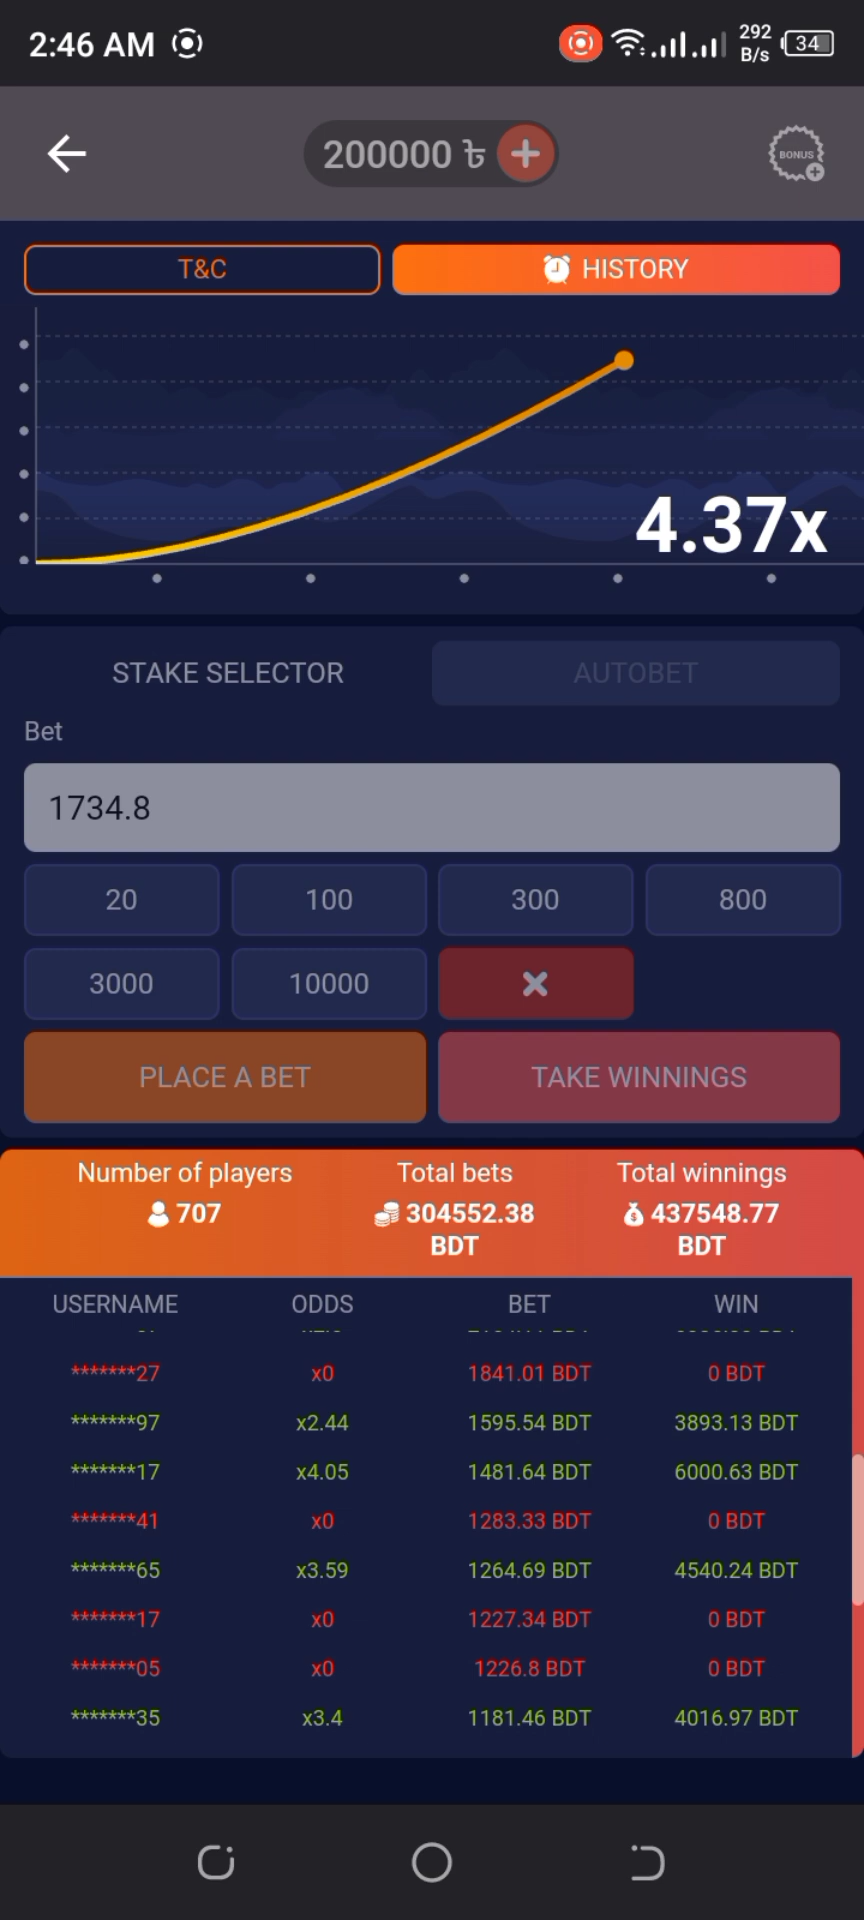 2:46 AM
292
B/s
34
200000 ৳
BONUS
T&C
HISTORY
4.37x
STAKE SELECTOR
AUTOBET
Bet
1734.8
20 100 300 800
3000 10000
PLACE A BET
TAKE WINNINGS
Number of players Total bets Total winnings
707 304552.38 437548.77
BDT BDT
USERNAME ODDS BET WIN
*******27 x0 1841.01 BDT 0 BDT
*******97 x2.44 1595.54 BDT 3893.13 BDT
*******17 x4.05 1481.64 BDT 6000.63 BDT
*******41 x0 1283.33 BDT 0 BDT
*******65 x3.59 1264.69 BDT 4540.24 BDT
*******17 x0 1227.34 BDT 0 BDT
*******05 x0 1226.8 BDT 0 BDT
*******35 x3.4 1181.46 BDT 4016.97 BDT